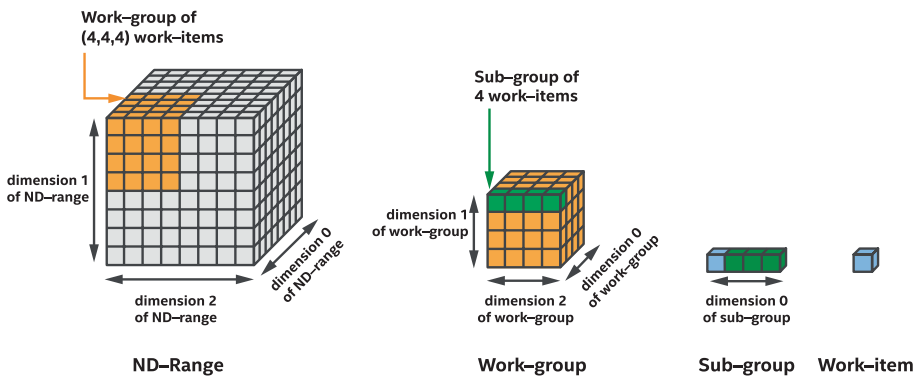 Work–group of
(4,4,4) work–items
dimension 1
of ND–range
dimension 2
of ND–range
dimension 0
of ND–range
ND–Range
Sub–group of
4 work–items
dimension 1
of work–group
dimension 2
of work–group
dimension 0
of work–group
Work–group
dimension 0
of sub–group
Sub–group
Work–item